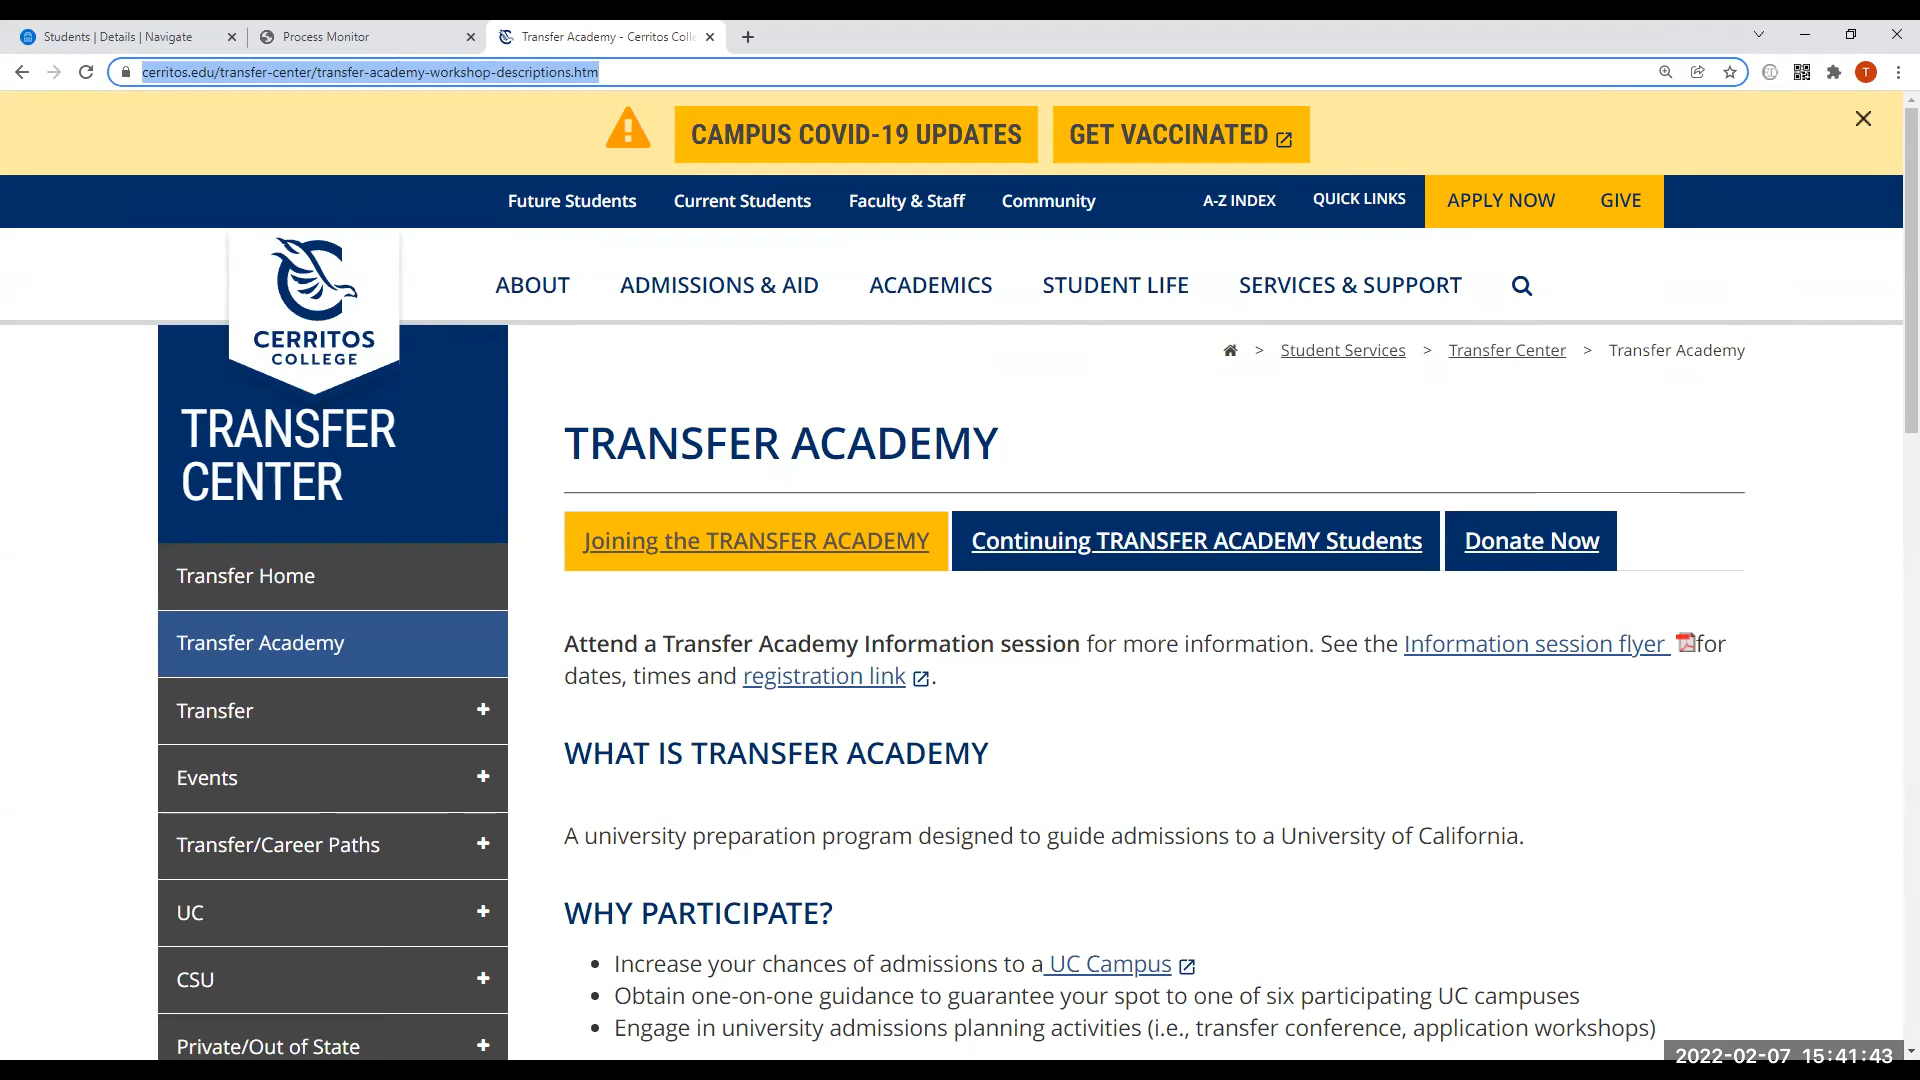 Students | Details | Navigate
Process Monitor
Transfer Academy - Cerritos Coll
cerritos.edu/transfer-center/transfer-academy-workshop-descriptions.htm
T
CAMPUS COVID-19 UPDATES
GET VACCINATED
Future Students
Current Students
Faculty & Staff
Community
A-Z INDEX
QUICK LINKS
APPLY NOW
GIVE
CERRITOS
COLLEGE
ABOUT
ADMISSIONS & AID
ACADEMICS
STUDENT LIFE
SERVICES & SUPPORT
> Student Services > Transfer Center > Transfer Academy
TRANSFER
CENTER
Transfer Home
Transfer Academy
Transfer +
Events +
Transfer/Career Paths +
UC +
CSU +
Private/Out of State +
TRANSFER ACADEMY
Joining the TRANSFER ACADEMY
Continuing TRANSFER ACADEMY Students
Donate Now
Attend a Transfer Academy Information session for more information. See the Information session flyer for
dates, times and registration link.
WHAT IS TRANSFER ACADEMY
A university preparation program designed to guide admissions to a University of California.
WHY PARTICIPATE?
• Increase your chances of admissions to a UC Campus
• Obtain one-on-one guidance to guarantee your spot to one of six participating UC campuses
• Engage in university admissions planning activities (i.e., transfer conference, application workshops)
2022-02-07 15:41:43